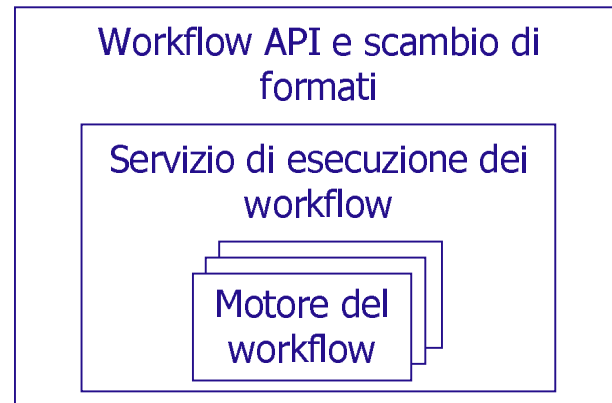 Workflow API e scambio di
formati
Servizio di esecuzione dei
workflow
Motore del
workflow